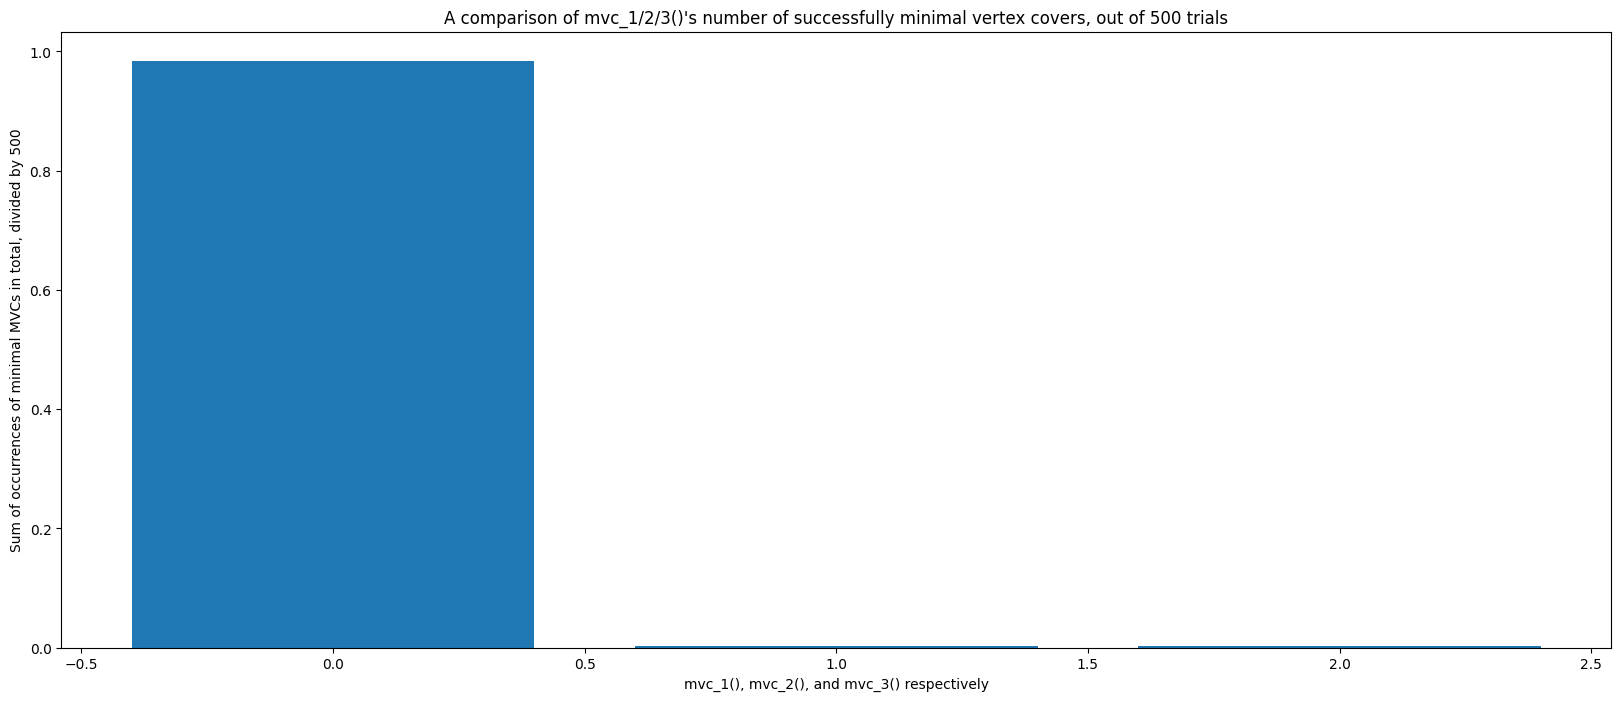 A comparison of mvc_1/2/3()'s number of successfully minimal vertex covers, out of 500 trials
Sum of occurrences of minimal MVCs in total, divided by 500
1.0
0.8
0.6
0.4
0.2
0.0
−0.5 0.0 0.5 1.0 1.5 2.0 2.5
mvc_1(), mvc_2(), and mvc_3() respectively